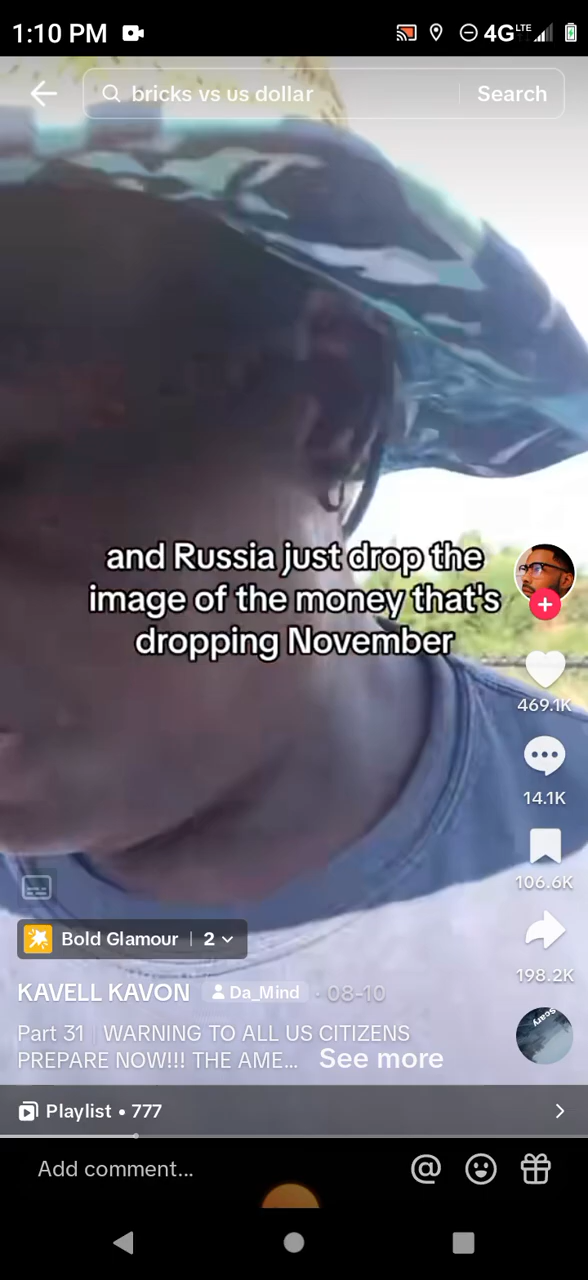 1:10 PM
4G LTE
bricks vs us dollar
Search
and Russia just drop the
image of the money that's
dropping November
469.1K
14.1K
106.6K
198.2K
scary
Bold Glamour | 2
KAVELL KAVON Da_Mind · 08-10
Part 31 | WARNING TO ALL US CITIZENS
PREPARE NOW!!! THE AME... See more
Playlist • 777
Add comment...